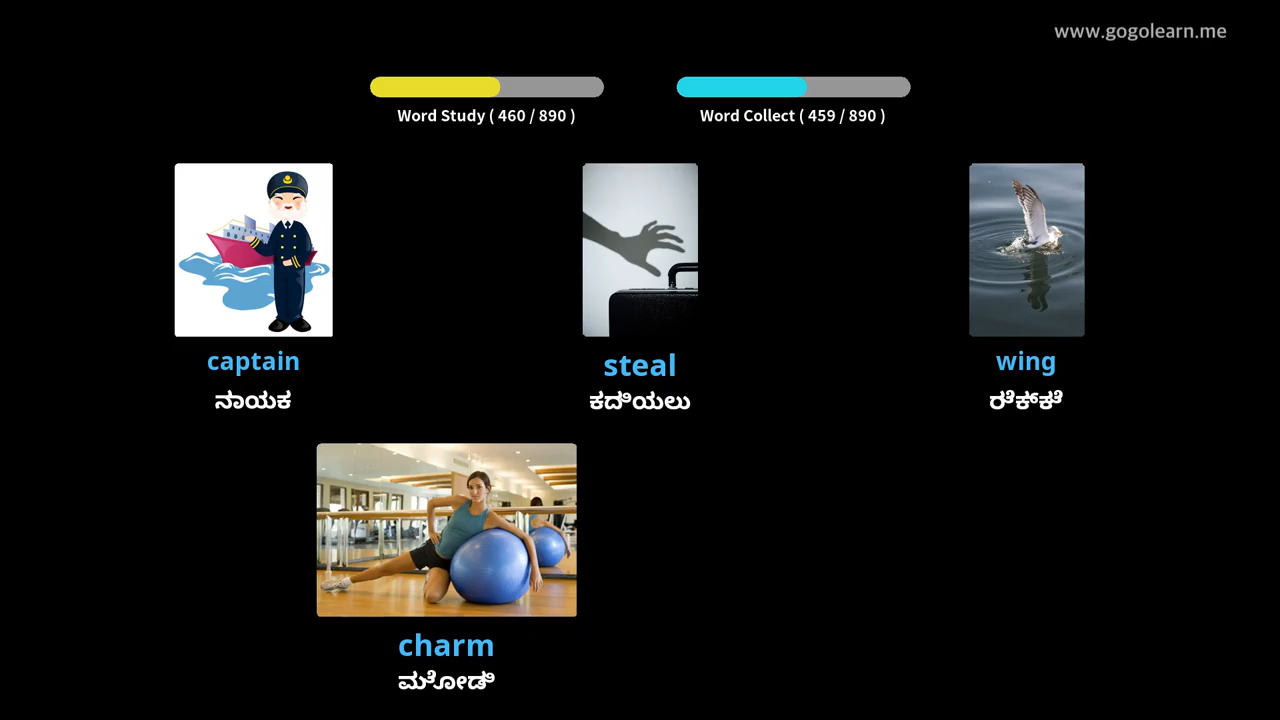 www.gogolearn.me
Word Study ( 460 / 890 )
Word Collect ( 459 / 890 )
captain
ನಾಯಕ
steal
ಕದಿಯಲು
wing
ರೆಕ್ಕೆ
charm
ಮೋಡಿ